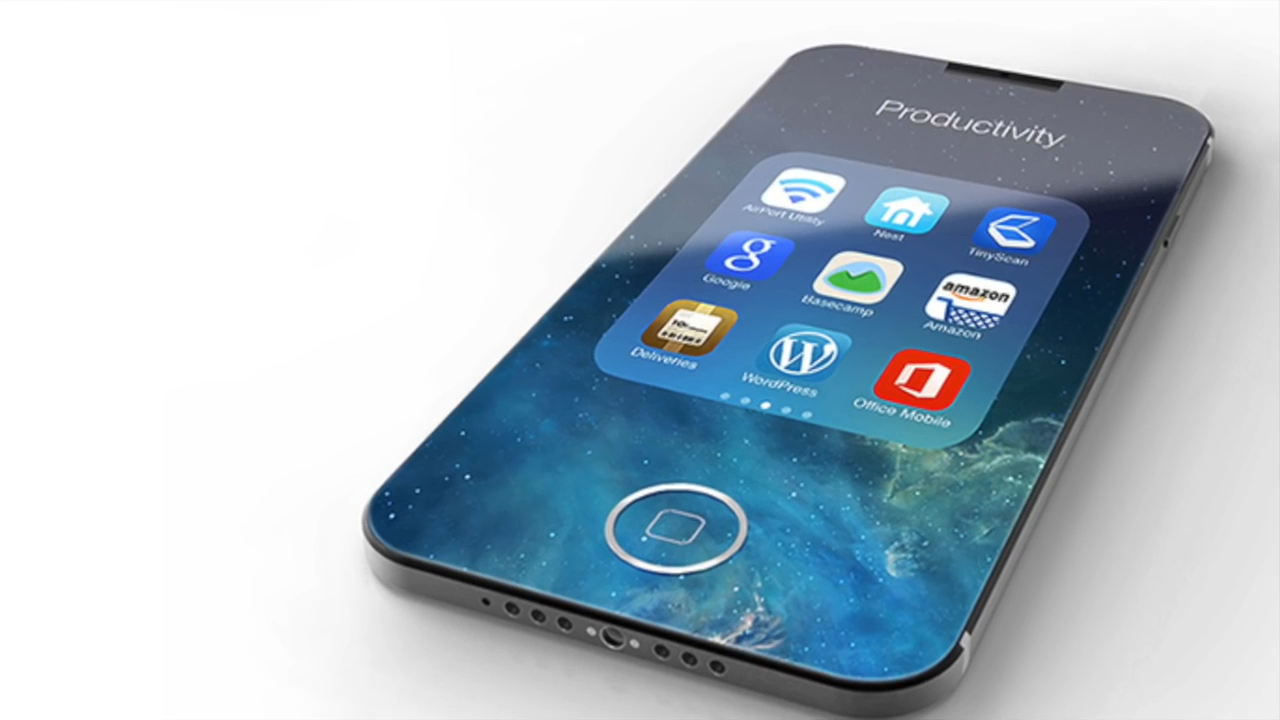 Productivity
AirPort Utility
Nest
TinyScan
Google
Basecamp
amazon
Amazon
Deliveries
WordPress
Office Mobile